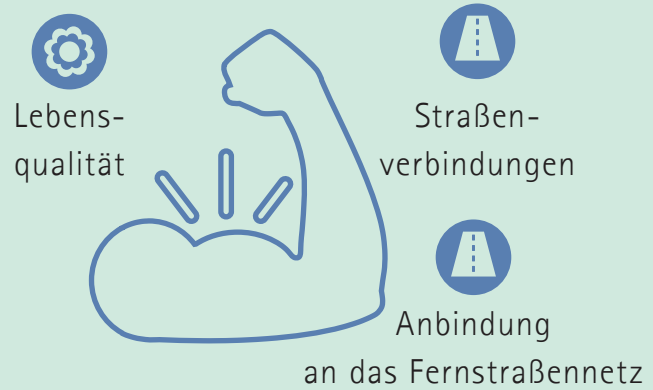 Lebens-
qualität
Straßen-
verbindungen
Anbindung
an das Fernstraßennetz